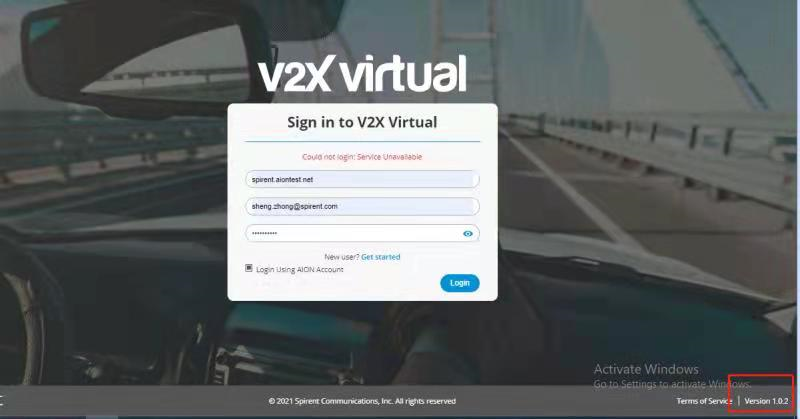 V2X virtual
Sign in to V2X Virtual
Could not login: Service Unavailable
spirent.aiontest.net
sheng.zhong@spirent.com
••••••••••
New user? Get started
Login Using AION Account
Login
Activate Windows
Go to Settings to activate Windows.
© 2021 Spirent Communications, Inc. All rights reserved
Terms of Service | Version 1.0.2